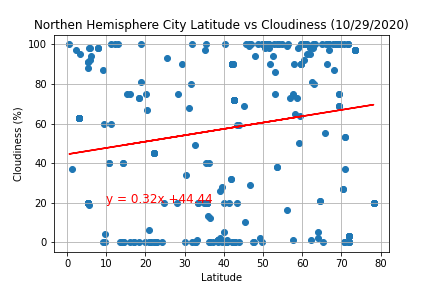 Northen Hemisphere City Latitude vs Cloudiness (10/29/2020)
100
80
60
40
20
0
Cloudiness (%)
y = 0.32x +44.44
0 10 20 30 40 50 60 70 80
Latitude